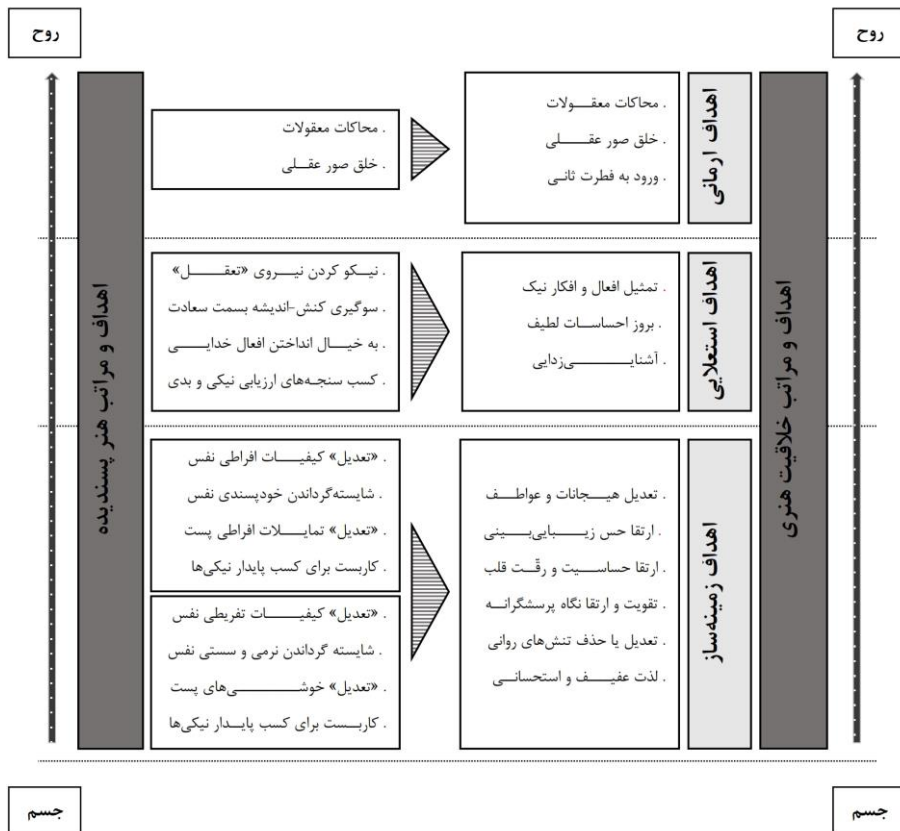 روح
روح
اهداف و مراتب خلاقیت هنری
اهداف ارمانی
. محاکات معقولات
. خلق صور عقلی
. ورود به فطرت ثانی
. محاکات معقولات
. خلق صور عقلی
اهداف و مراتب هنر پسندیده
اهداف استعلایی
. تمثیل افعال و افکار نیک
. بروز احساسات لطیف
. آشنایی‌زدایی
. نیکو کردن نیروی «تعقل»
. سوگیری کنش-اندیشه بسمت سعادت
. به خیال انداختن افعال خدایی
. کسب سنجه‌های ارزیابی نیکی و بدی
اهداف زمینه‌ساز
. تعدیل هیجانات و عواطف
. ارتقا حس زیبایی‌بینی
. ارتقا حساسیت و رقّت قلب
. تقویت و ارتقا نگاه پرسشگرانه
. تعدیل یا حذف تنش‌های روانی
. لذت عفیف و استحسانی
. «تعدیل» کیفیات افراطی نفس
. شایسته‌گرداندن خودپسندی نفس
. «تعدیل» تمایلات افراطی پست
. کاربست برای کسب پایدار نیکی‌ها
. «تعدیل» کیفیات تفریطی نفس
. شایسته گرداندن نرمی و سستی نفس
. «تعدیل» خوشی‌های پست
. کاربست برای کسب پایدار نیکی‌ها
جسم
جسم